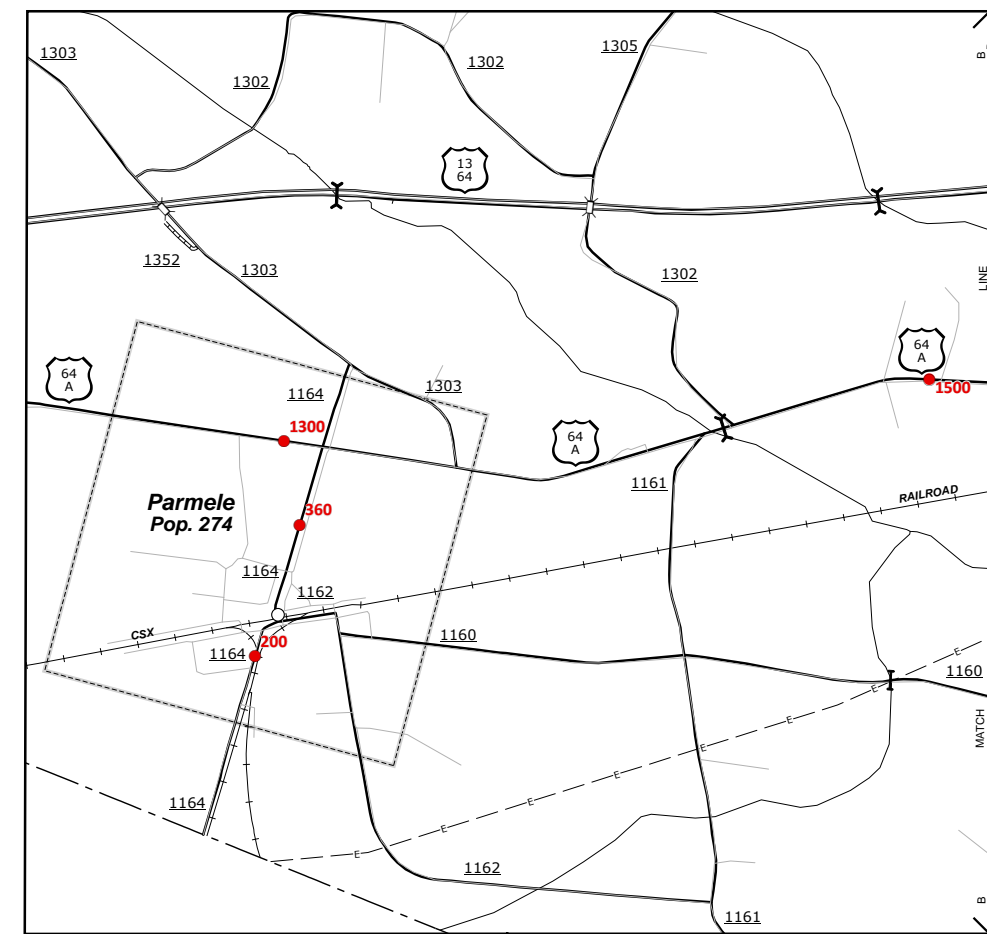 1303
1302
1302
1305
B
13
64
1352
1303
1302
LINE
64
A
1164
1303
64
A
1500
1300
64
A
Parmele
Pop. 274
360
1161
RAILROAD
1164
1162
CSX
200
1164
1160
E
1160
E
MATCH
E
E
E
1164
E
E
1162
B
1161